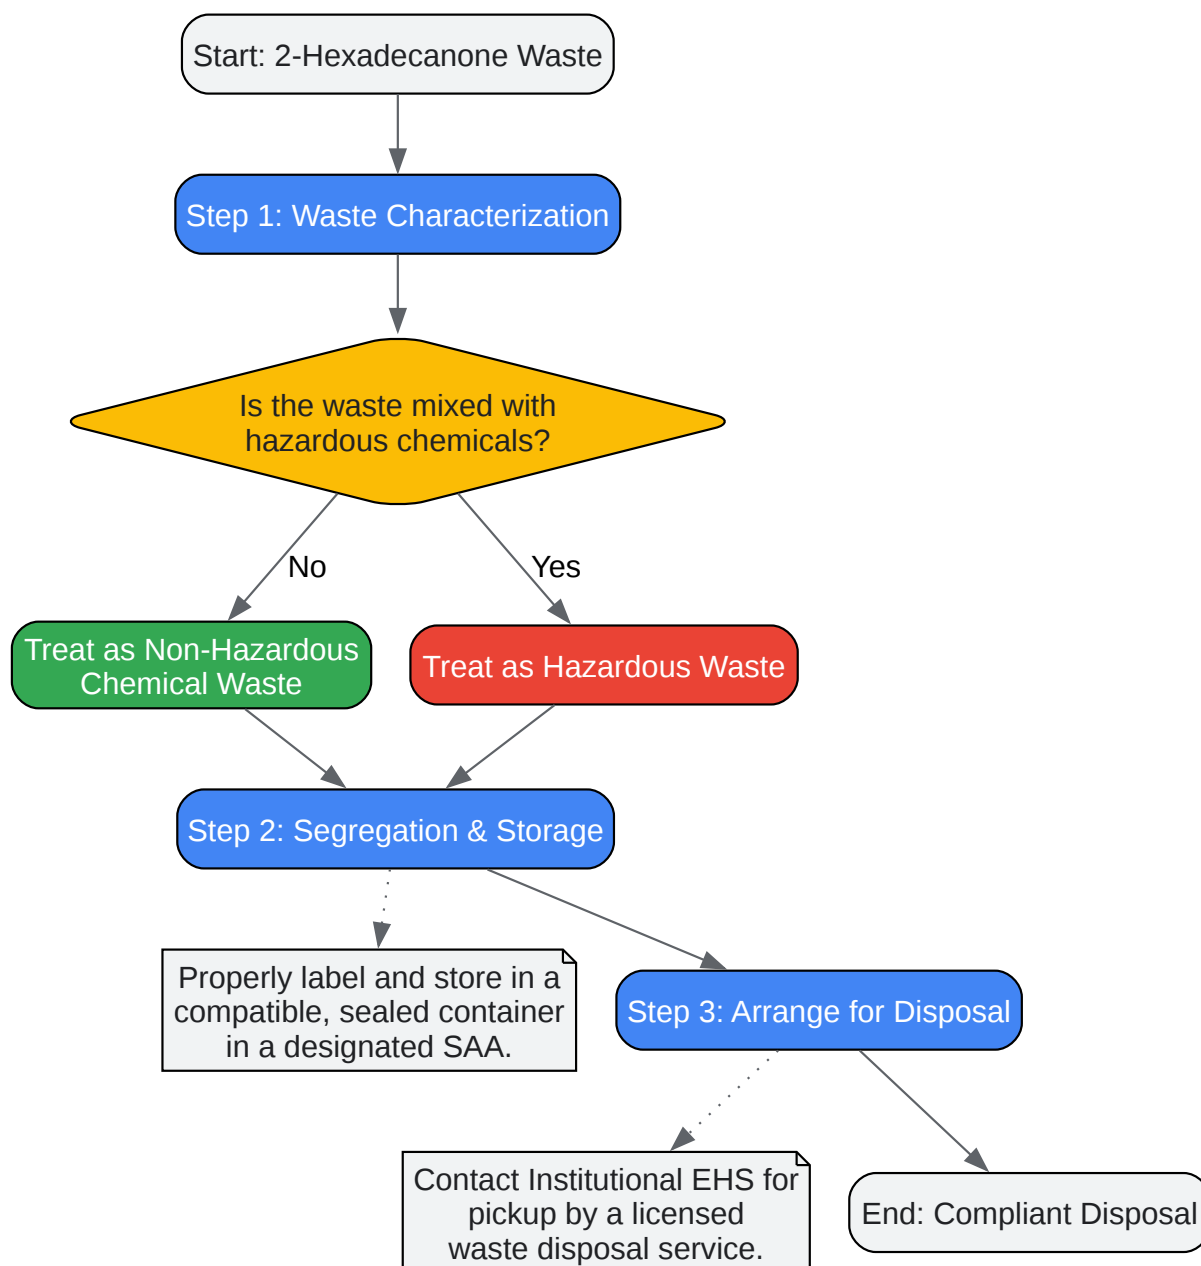 Start: 2-Hexadecanone Waste
Step 1: Waste Characterization
Is the waste mixed with
hazardous chemicals?
No
Yes
Treat as Non-Hazardous
Chemical Waste
Treat as Hazardous Waste
Step 2: Segregation & Storage
Properly label and store in a
compatible, sealed container
in a designated SAA.
Step 3: Arrange for Disposal
Contact Institutional EHS for
pickup by a licensed
waste disposal service.
End: Compliant Disposal